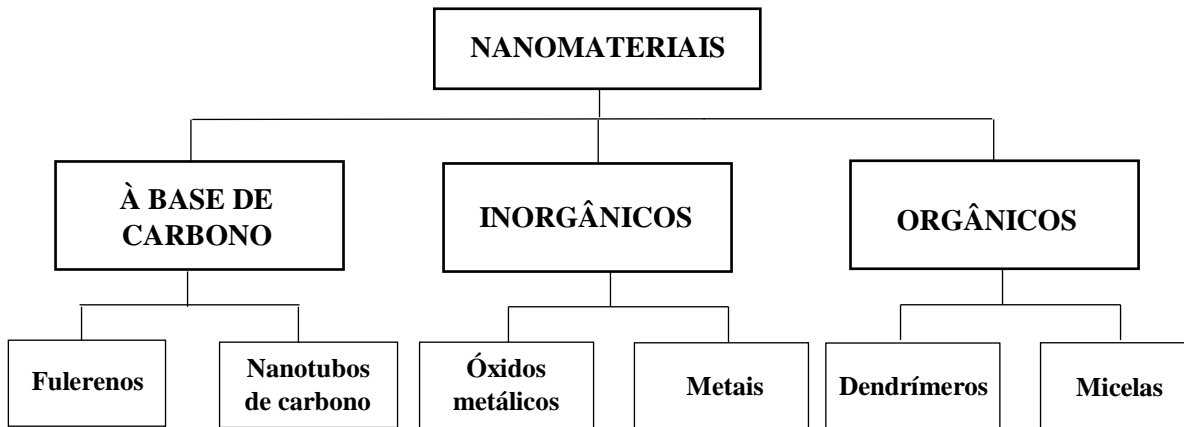 NANOMATERIAIS
À BASE DE
CARBONO
INORGÂNICOS
ORGÂNICOS
Fulerenos
Nanotubos
de carbono
Óxidos
metálicos
Metais
Dendrímeros
Micelas